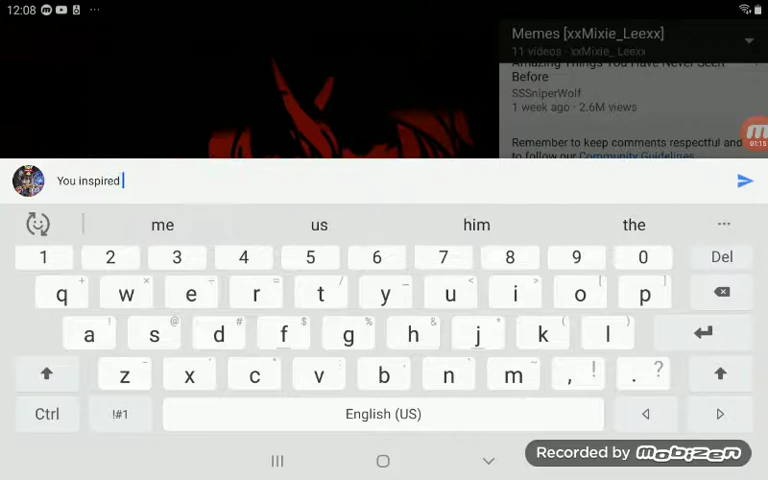 12:08
Memes [xxMixie_Leexx]
11 videos · xxMixie_Leexx
Amazing Things You Have Never Seen
Before
SSSniperWolf
1 week ago · 2.6M views
01:15
Remember to keep comments respectful and
to follow our Community Guidelines
You inspired
me us him the ...
1 2 3 4 5 6 7 8 9 0 Del
+ × ÷ = / _ < > [ ]
q w e r t y u i o p
! @ # $ % & * ( )
a s d f g h j k l
- ' " : ; , ~ ! ?
z x c v b n m , .
Ctrl !#1 English (US)
Recorded by mobizen